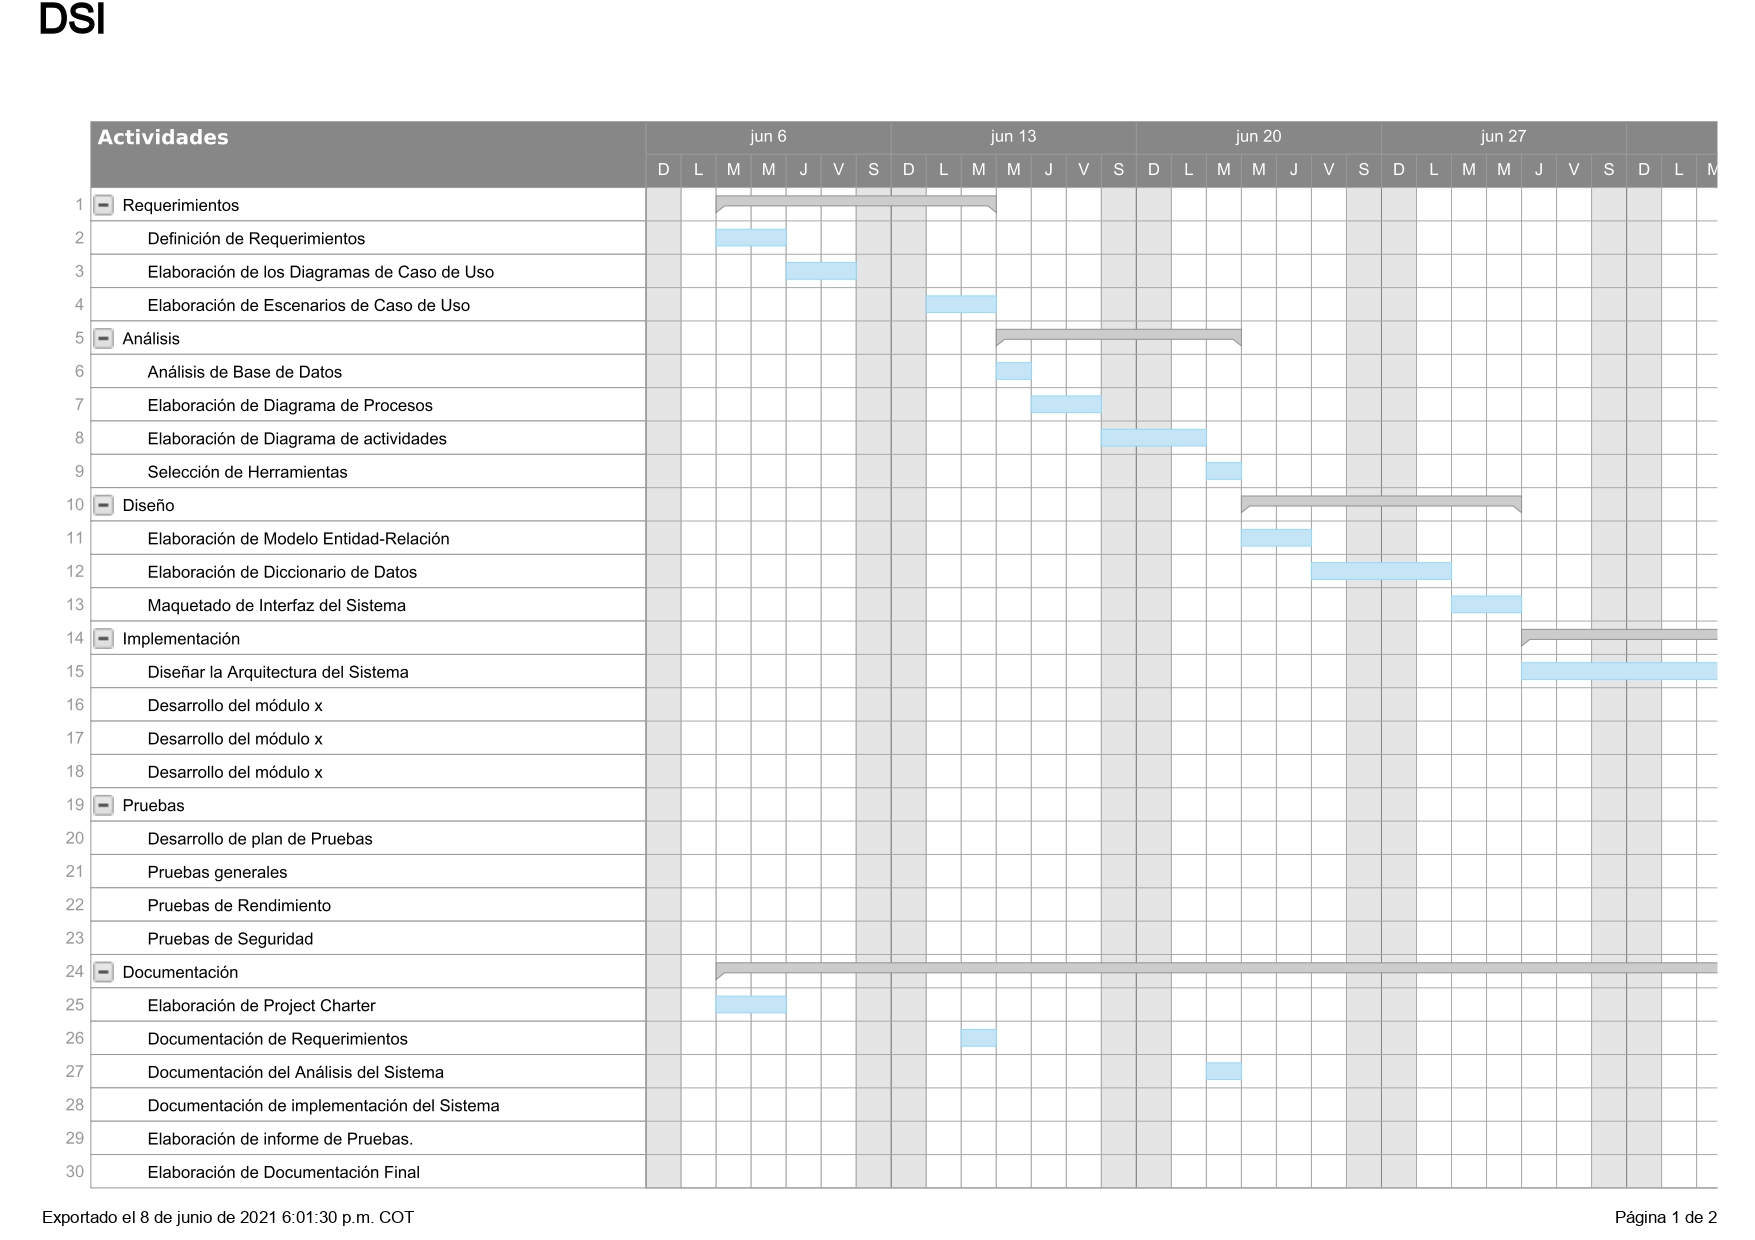 DSI
Actividades jun 6 jun 13 jun 20 jun 27
D L M M J V S D L M M J V S D L M M J V S D L M M J V S D L M
1 Requerimientos
2 Definición de Requerimientos
3 Elaboración de los Diagramas de Caso de Uso
4 Elaboración de Escenarios de Caso de Uso
5 Análisis
6 Análisis de Base de Datos
7 Elaboración de Diagrama de Procesos
8 Elaboración de Diagrama de actividades
9 Selección de Herramientas
10 Diseño
11 Elaboración de Modelo Entidad-Relación
12 Elaboración de Diccionario de Datos
13 Maquetado de Interfaz del Sistema
14 Implementación
15 Diseñar la Arquitectura del Sistema
16 Desarrollo del módulo x
17 Desarrollo del módulo x
18 Desarrollo del módulo x
19 Pruebas
20 Desarrollo de plan de Pruebas
21 Pruebas generales
22 Pruebas de Rendimiento
23 Pruebas de Seguridad
24 Documentación
25 Elaboración de Project Charter
26 Documentación de Requerimientos
27 Documentación del Análisis del Sistema
28 Documentación de implementación del Sistema
29 Elaboración de informe de Pruebas.
30 Elaboración de Documentación Final
Exportado el 8 de junio de 2021 6:01:30 p.m. COT Página 1 de 2